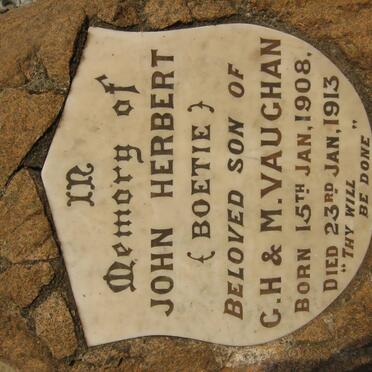 In
Memory of
JOHN HERBERT
{BOETIE}
BELOVED SON OF
G.H & M. VAUGHAN
BORN 15TH JAN, 1908.
DIED 23RD JAN, 1913
"THY WILL
BE DONE"